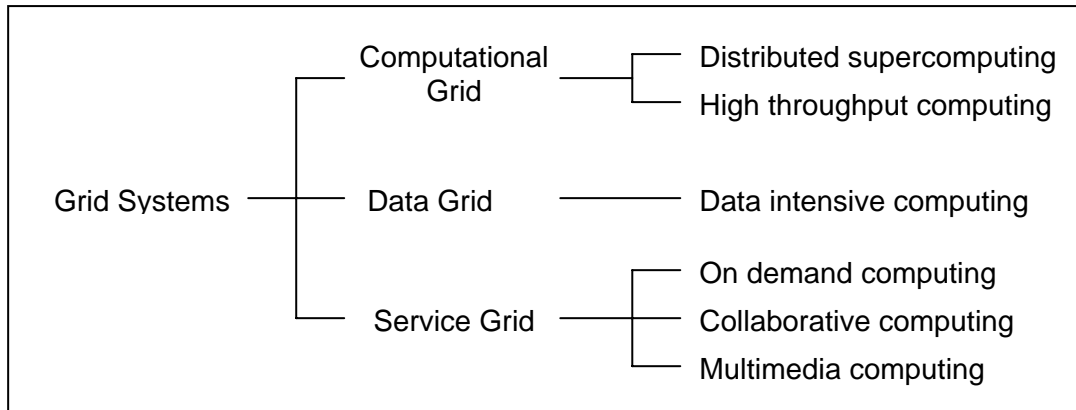 Grid Systems
Computational
Grid
Distributed supercomputing
High throughput computing
Data Grid
Data intensive computing
Service Grid
On demand computing
Collaborative computing
Multimedia computing